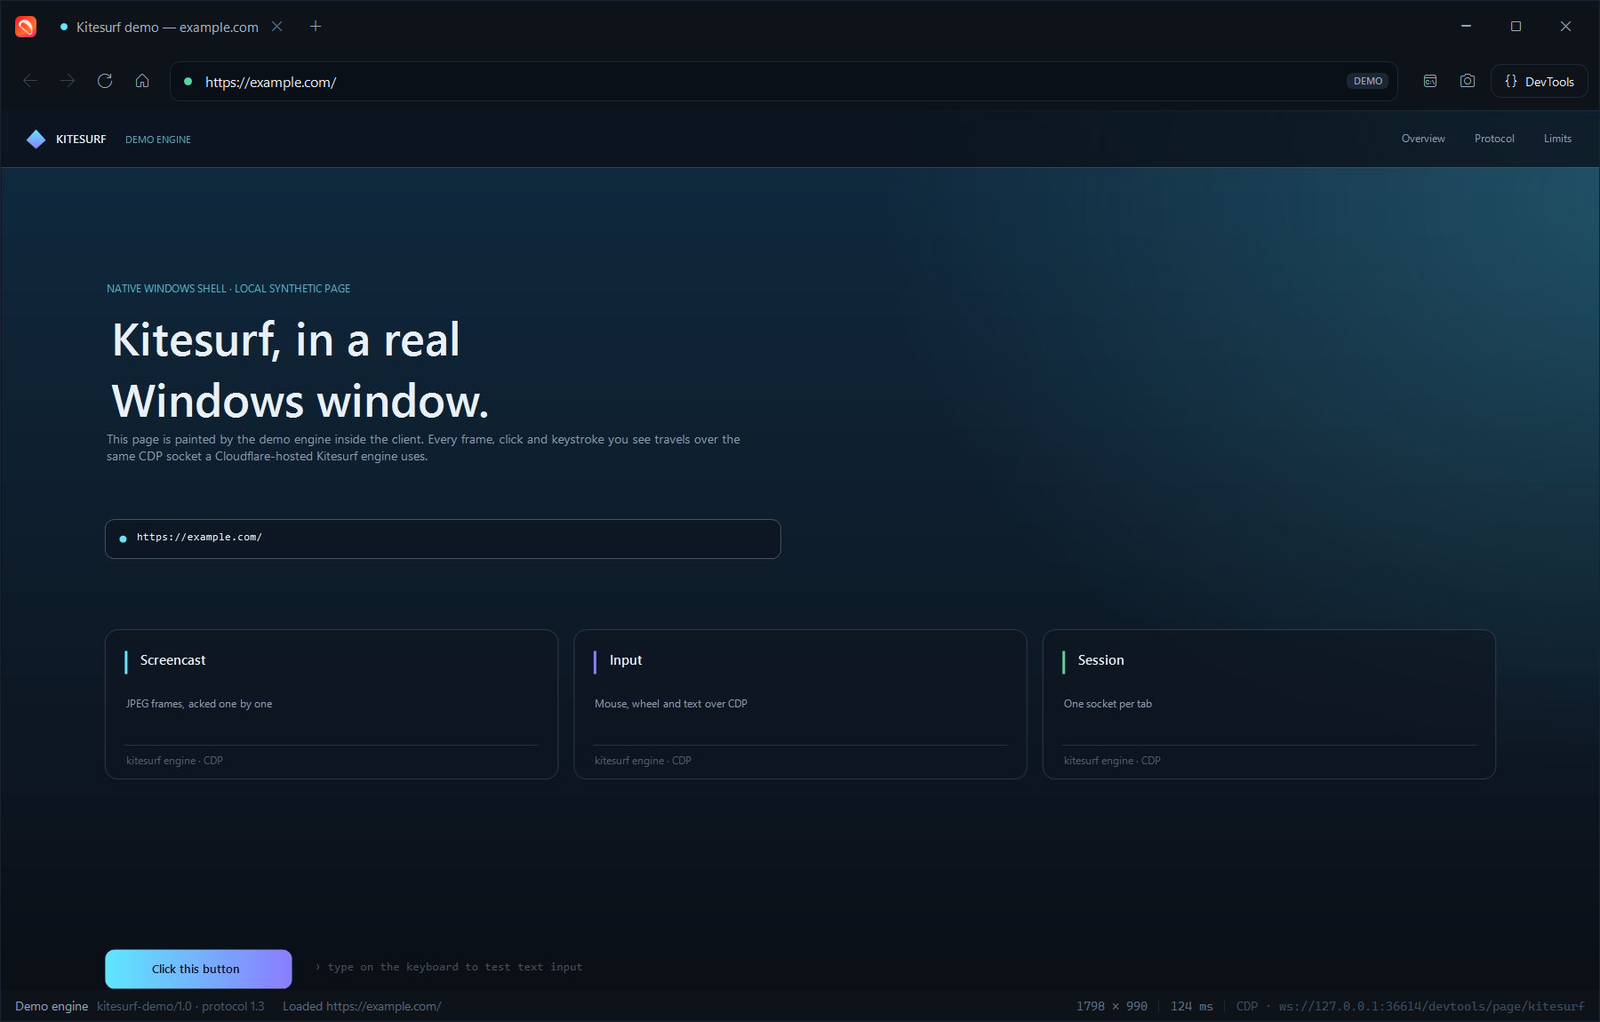 Kitesurf demo — example.com
https://example.com/
DEMO
DevTools
KITESURF
DEMO ENGINE
Overview
Protocol
Limits
NATIVE WINDOWS SHELL · LOCAL SYNTHETIC PAGE
Kitesurf, in a real
Windows window.
This page is painted by the demo engine inside the client. Every frame, click and keystroke you see travels over the
same CDP socket a Cloudflare-hosted Kitesurf engine uses.
https://example.com/
Screencast
JPEG frames, acked one by one
kitesurf engine · CDP
Input
Mouse, wheel and text over CDP
kitesurf engine · CDP
Session
One socket per tab
kitesurf engine · CDP
Click this button
› type on the keyboard to test text input
Demo engine kitesurf-demo/1.0 · protocol 1.3 Loaded https://example.com/
1798 × 990
124 ms
CDP · ws://127.0.0.1:36614/devtools/page/kitesurf